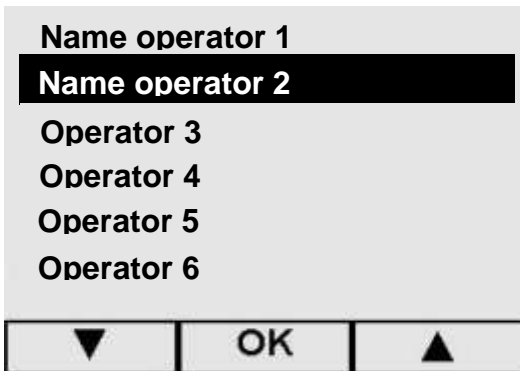 Name operator 1
Name operator 2
Operator 3
Operator 4
Operator 5
Operator 6
▼ OK ▲